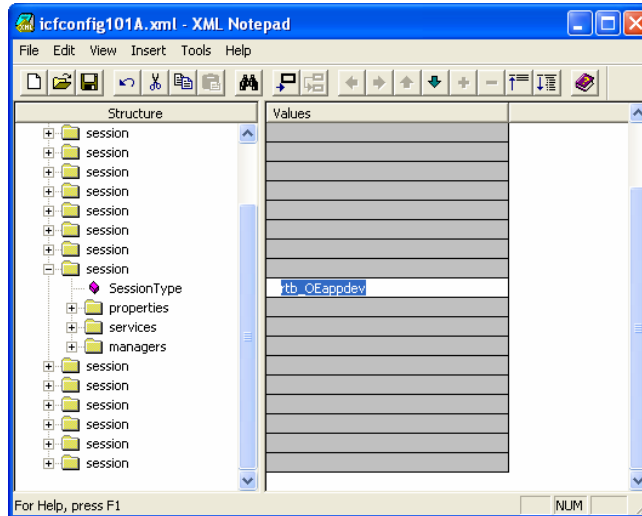 icfconfig101A.xml - XML Notepad
File Edit View Insert Tools Help
Structure Values
session
session
session
session
session
session
session
session
SessionType rtb_OEappdev
properties
services
managers
session
session
session
session
session
session
For Help, press F1 NUM